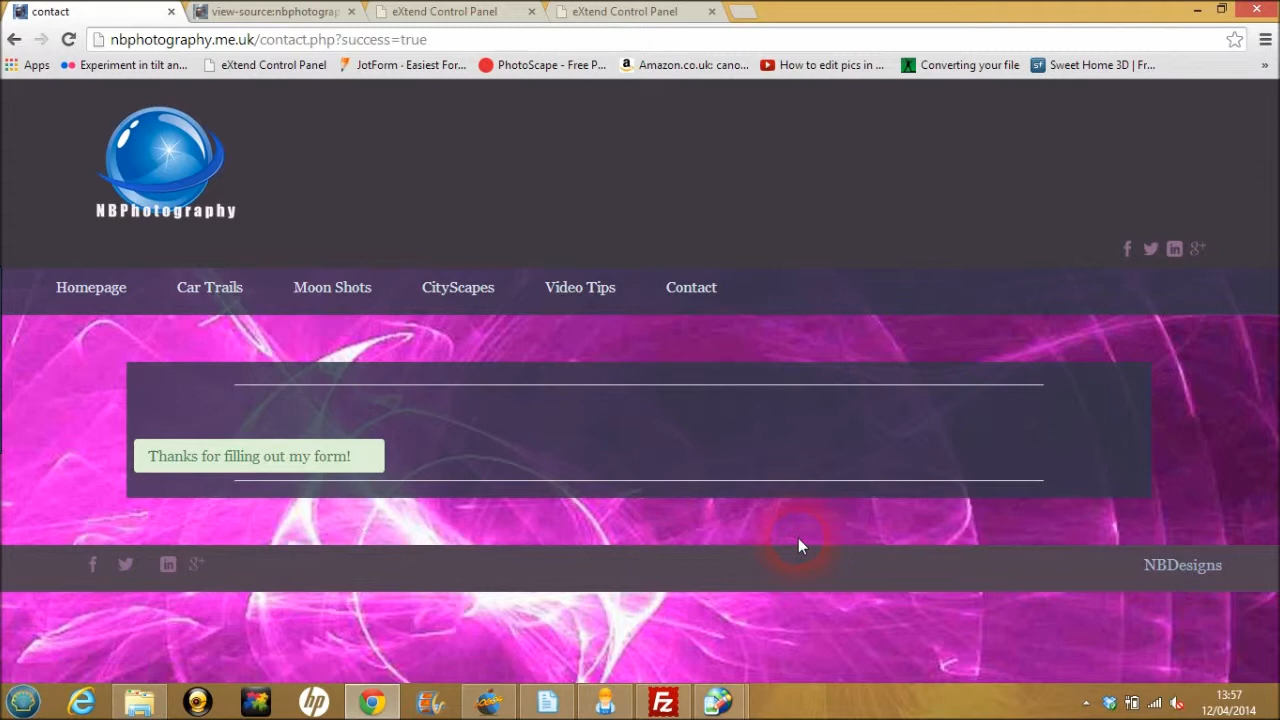 contact
view-source:nbphotograp
eXtend Control Panel
eXtend Control Panel
nbphotography.me.uk/contact.php?success=true
Apps
Experiment in tilt an...
eXtend Control Panel
JotForm - Easiest For...
PhotoScape - Free P...
Amazon.co.uk: cano...
How to edit pics in ...
Converting your file
Sweet Home 3D | Fr...
NBPhotography
Homepage
Car Trails
Moon Shots
CityScapes
Video Tips
Contact
Thanks for filling out my form!
NBDesigns
13:57
12/04/2014